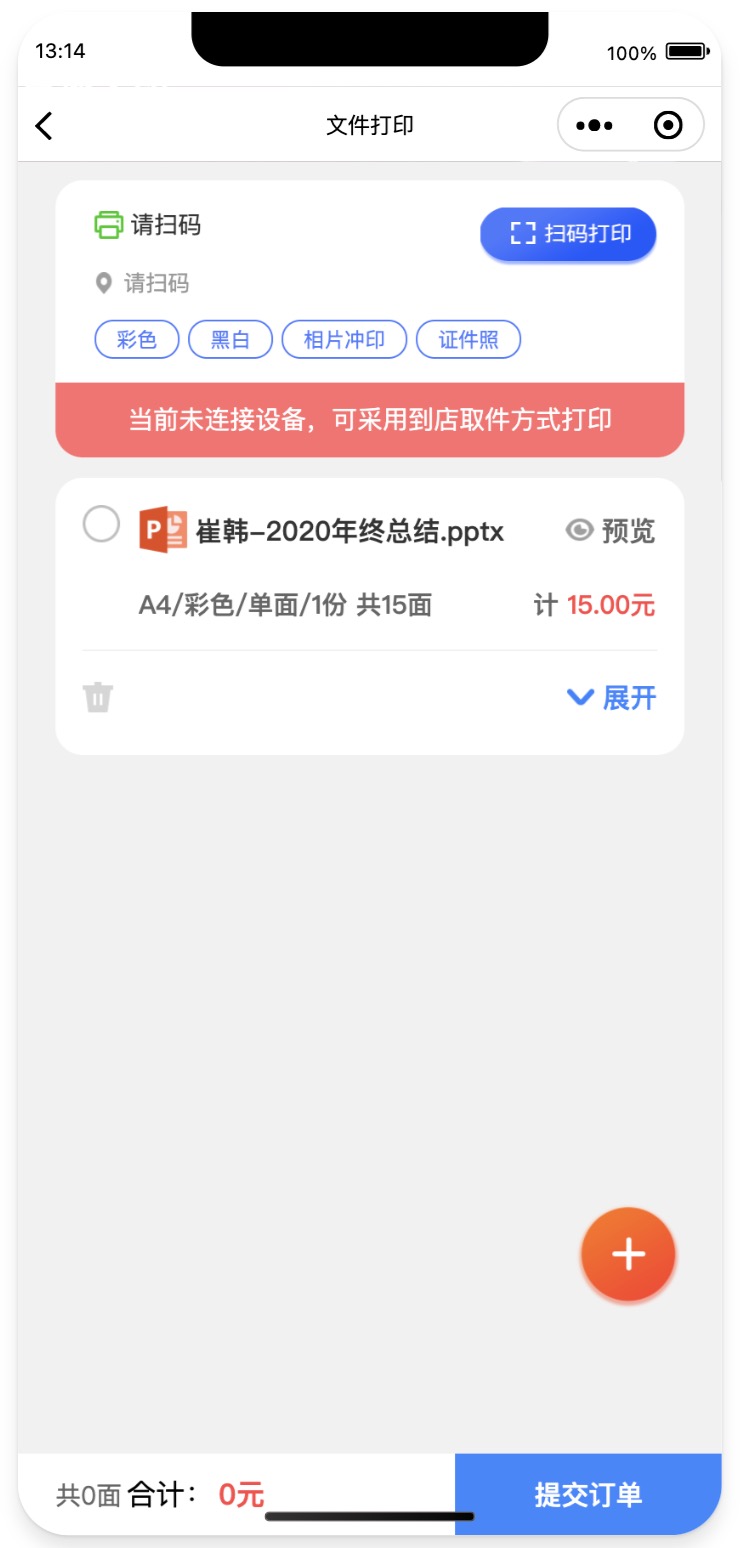 13:14
100%
文件打印
请扫码
扫码打印
请扫码
彩色 黑白 相片冲印 证件照
当前未连接设备，可采用到店取件方式打印
P 崔韩-2020年终总结.pptx 预览
A4/彩色/单面/1份 共15面 计 15.00元
展开
共0面 合计： 0元 提交订单